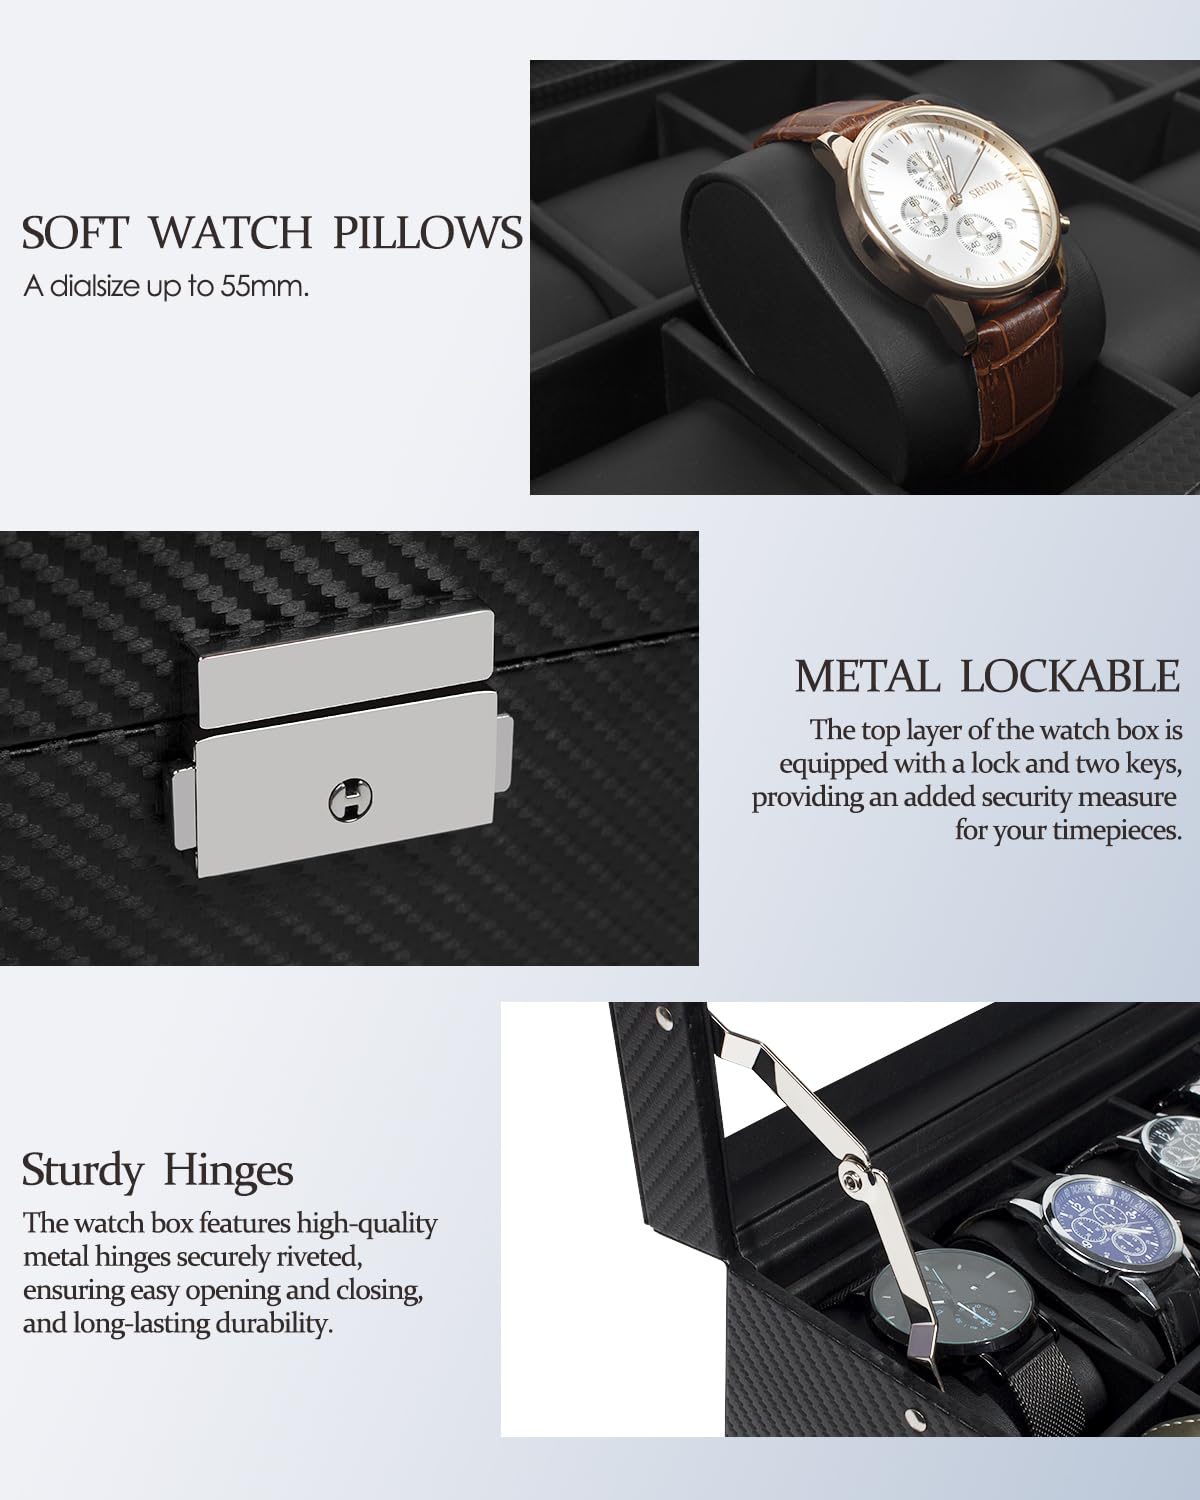 SOFT WATCH PILLOWS
A dialsize up to 55mm.
SENDA
METAL LOCKABLE
The top layer of the watch box is
equipped with a lock and two keys,
providing an added security measure
for your timepieces.
Sturdy Hinges
The watch box features high-quality
metal hinges securely riveted,
ensuring easy opening and closing,
and long-lasting durability.